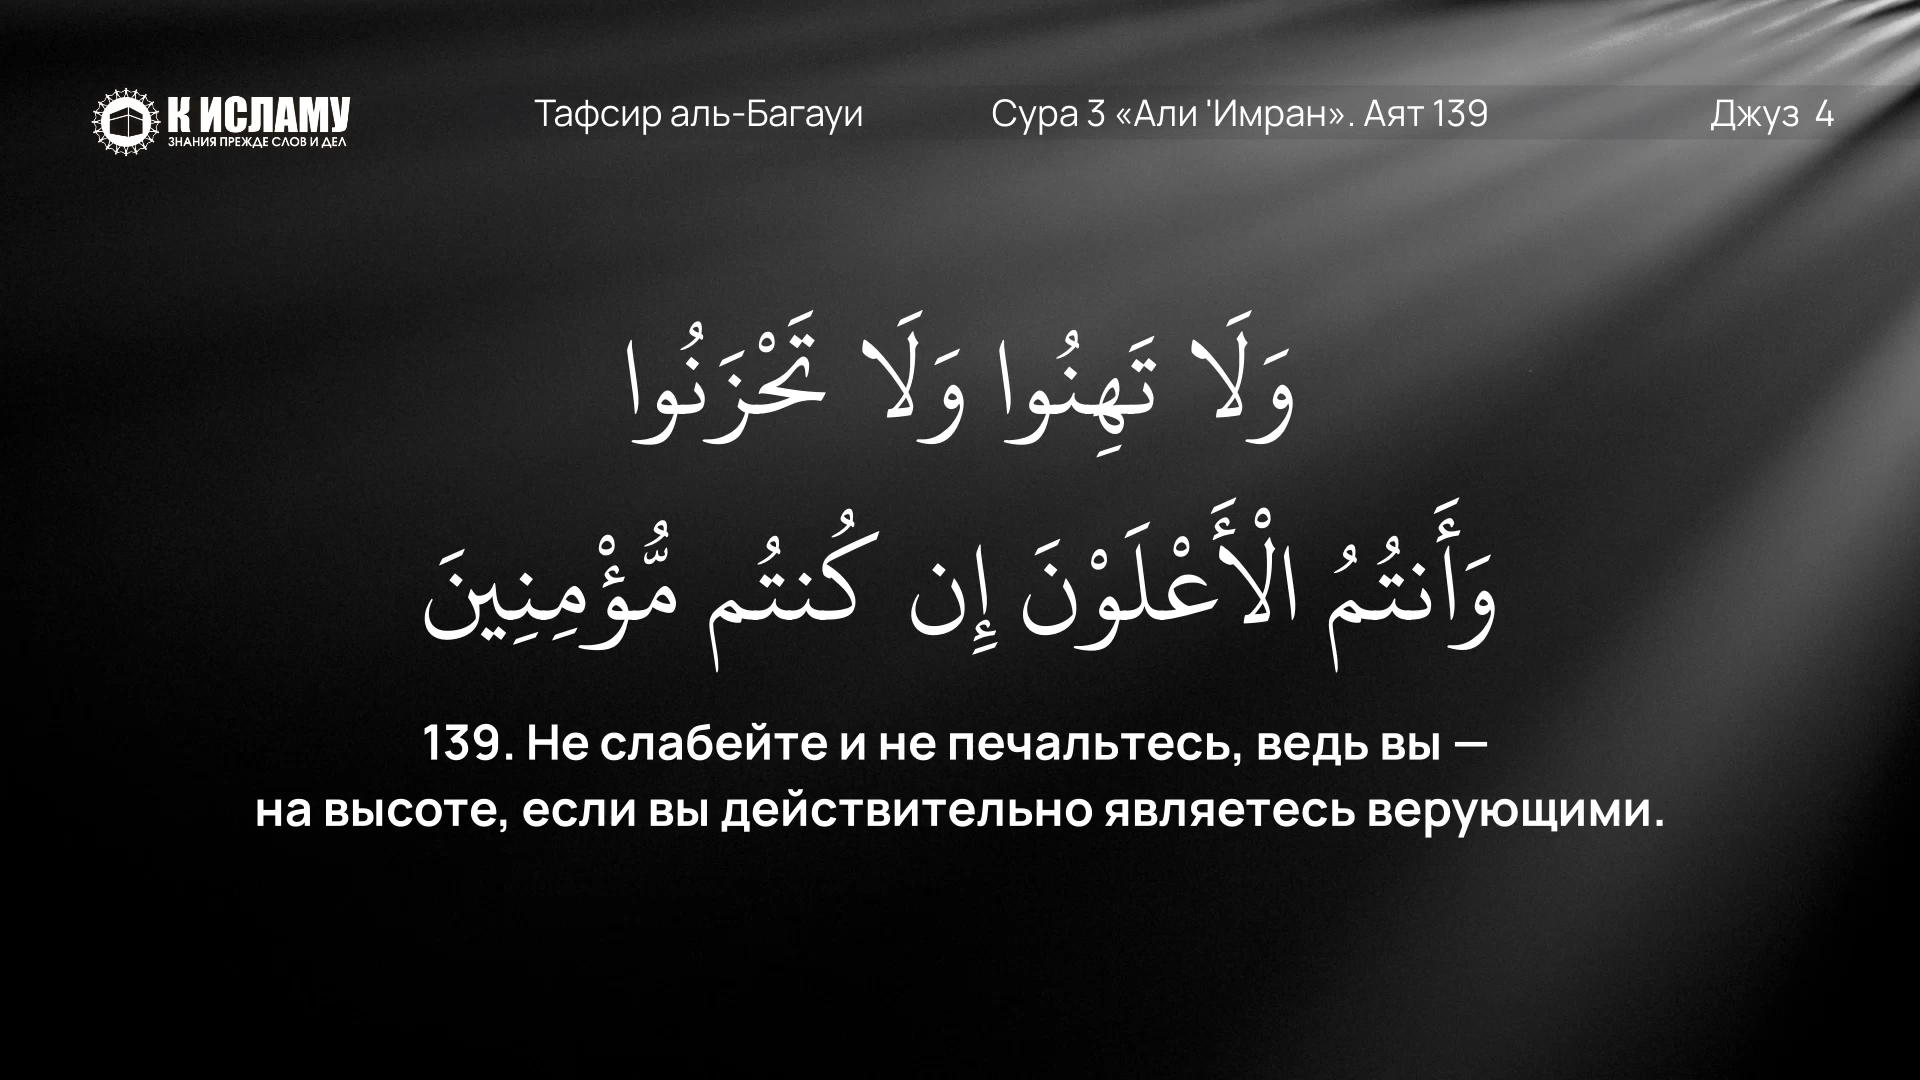 К ИСЛАМУ
ЗНАНИЯ ПРЕЖДЕ СЛОВ И ДЕЛ
Тафсир аль-Багауи
Сура 3 «Али 'Имран». Аят 139
Джуз 4
وَلَا تَهِنُوا وَلَا تَحْزَنُوا
وَأَنتُمُ الْأَعْلَوْنَ إِن كُنتُم مُّؤْمِنِينَ
139. Не слабейте и не печальтесь, ведь вы —
на высоте, если вы действительно являетесь верующими.